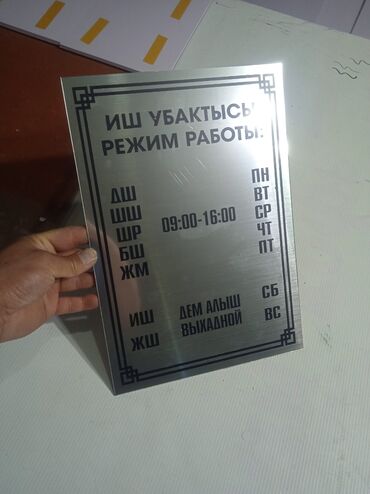 ИШ УБАКТЫСЫ
РЕЖИМ РАБОТЫ:
ДШ ПН
ШШ ВТ
ШР 09:00-16:00 СР
БШ ЧТ
ЖМ ПТ
ИШ ДЕМ АЛЫШ СБ
ЖШ ВЫХАДНОЙ ВС